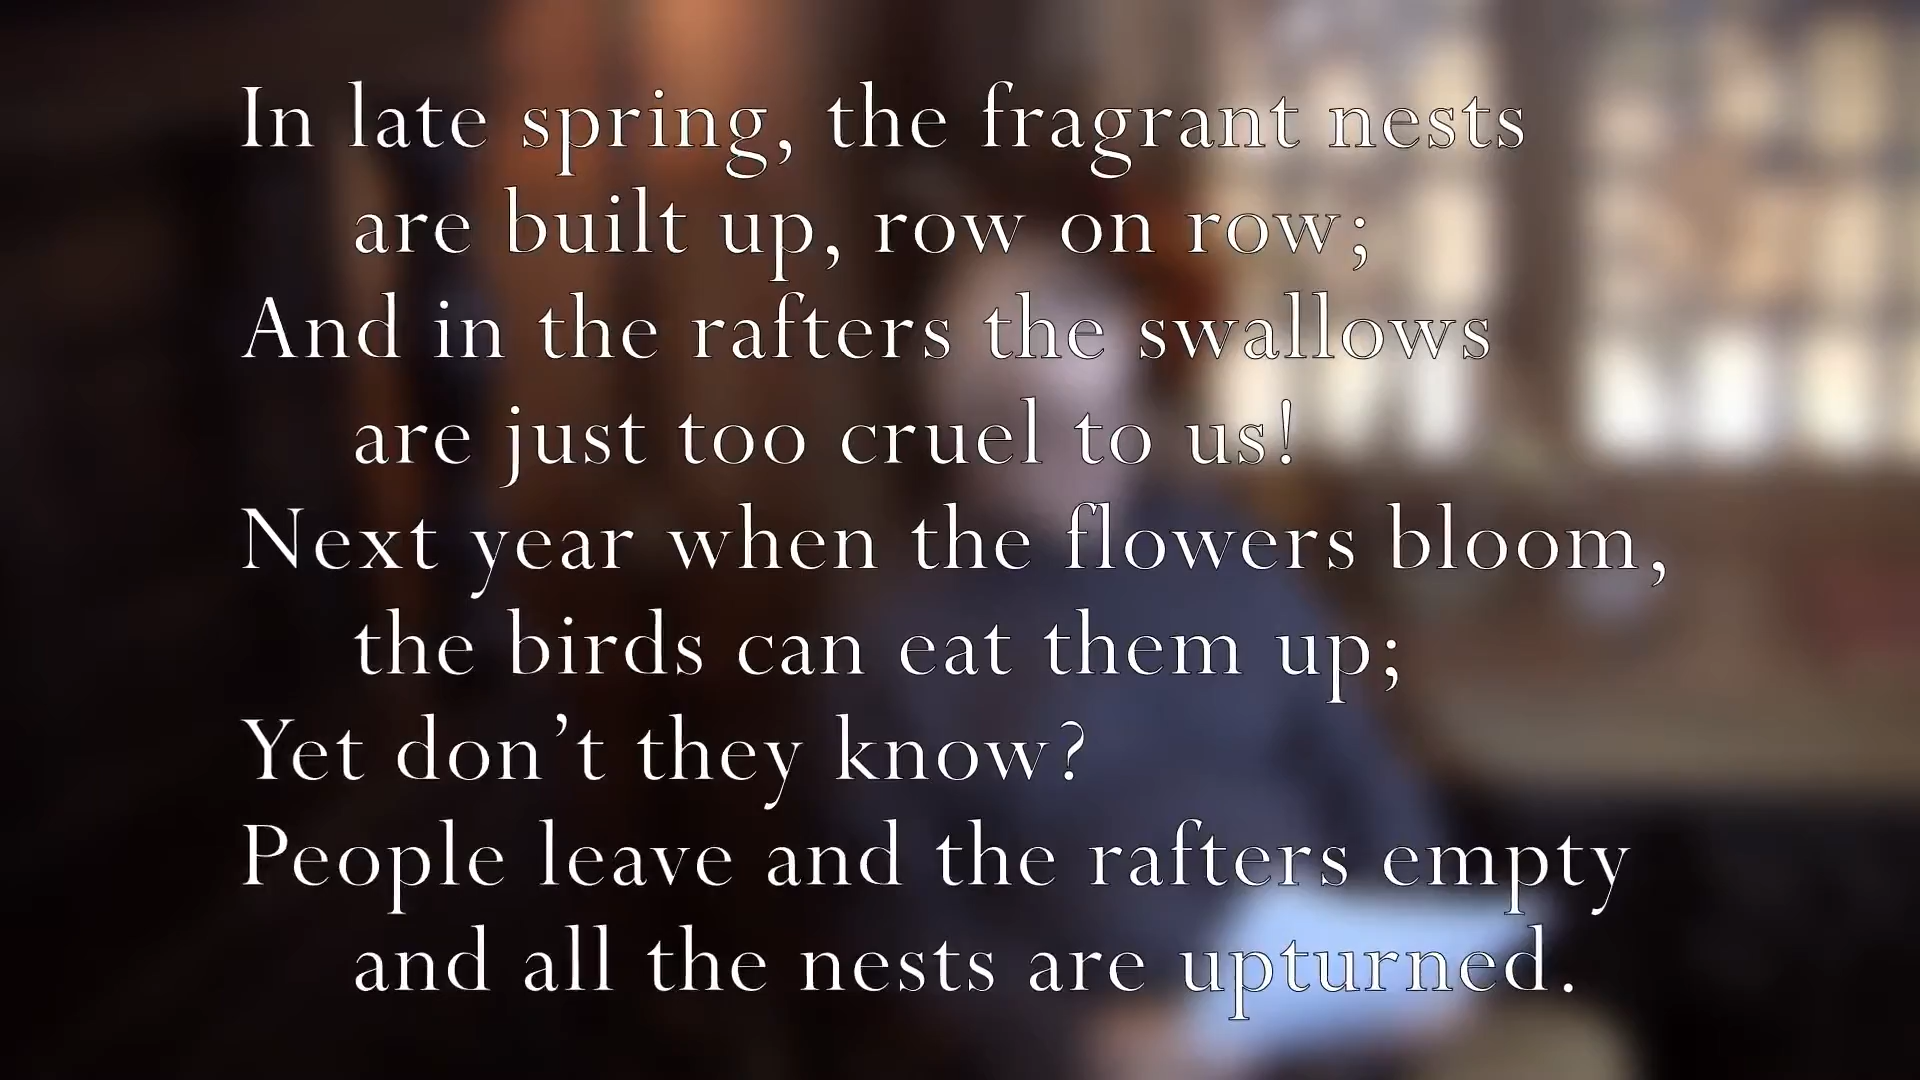 In late spring, the fragrant nests
are built up, row on row;
And in the rafters the swallows
are just too cruel to us!
Next year when the flowers bloom,
the birds can eat them up;
Yet don’t they know?
People leave and the rafters empty
and all the nests are upturned.